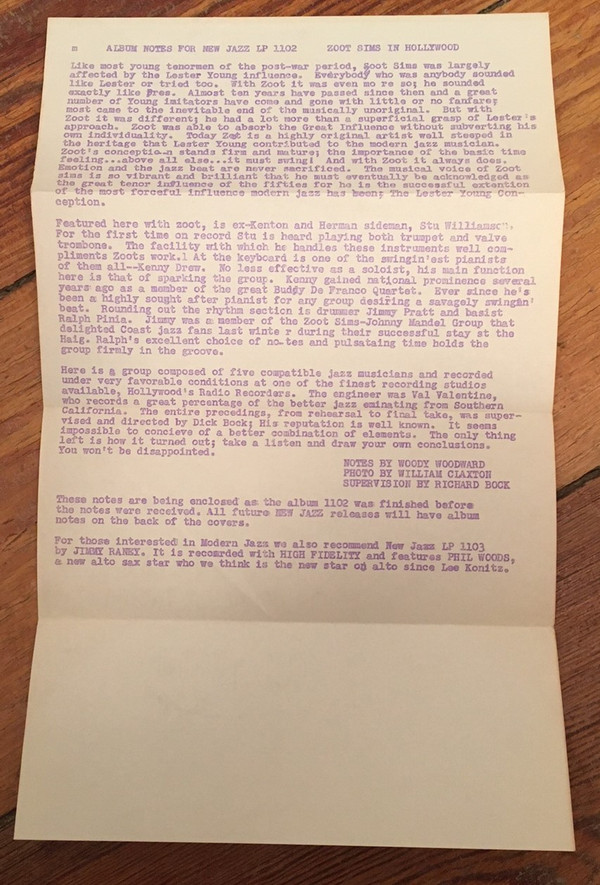 m ALBUM NOTES FOR NEW JAZZ LP 1102 ZOOT SIMS IN HOLLYWOOD
Like most young tenormen of the post-war period, Zoot Sims was largely
affected by the Lester Young influence. Everybody who was anybody sounded
like Lester or tried too. With Zoot it was even mo re so; he sounded
exactly like Pres. Almost ten years have passed since then and a great
number of Young imitators have come and gone with little or no fanfare;
most came to the inevitable end of the musically unoriginal. But with
Zoot it was different; he had a lot more than a superficial grasp of Lester's
approach. Zoot was able to absorb the Great Influence without subverting his
own individuality. Today Zoot is a highly original artist well steeped in
the heritage that Lester Young contributed to the modern jazz musician.
Zoot's conceptio_n stands firm and mature; the importance of the basic time
feeling...above all else...it must swing! And with Zoot it always does.
Emotion and the jazz beat are never sacrificed. The musical voice of Zoot
sims is so vibrant and brilliant that he must eventually be acknowledged as
the great tenor influence of the fifties for he is the successful extention
of the most forceful influence modern jazz has been; The Lester Young Con-
ception.
Featured here with zoot, is ex-Kenton and Herman sideman, Stu Williamson.
For the first time on record Stu is heard playing both trumpet and valve
trombone. The facility with which he handles these instruments well com-
pliments Zoots work.l At the keyboard is one of the swingin'est pianists
of them all--Kenny Drew. No less effective as a soloist, his main function
here is that of sparking the group. Kenny gained national prominence several
years ago as a member of the great Buddy De Franco Quartet. Ever since he's
been a highly sought after pianist for any group desiring a savagely swingin'
beat. Rounding out the rhythm section is drummer Jimmy Pratt and basist
Ralph Pinia. Jimmy was a member of the Zoot Sims-Johnny Mandel Group that
delighted Coast jazz fans last winte r during their successful stay at the
Haig. Ralph's excellent choice of no_tes and pulsataing time holds the
group firmly in the groove.
Here is a group composed of five compatible jazz musicians and recorded
under very favorable conditions at one of the finest recording studios
available, Hollywood's Radio Recorders. The engineer was Val Valentine,
who records a great percentage of the better jazz eminating from Southern
California. The entire precedings, from rehearsal to final take, was super-
vised and directed by Dick Bock; His reputation is well known. It seems
impossible to concieve of a better combination of elements. The only thing
left is how it turned out; take a listen and draw your own conclusions.
You won't be disappointed.
NOTES BY WOODY WOODWARD
PHOTO BY WILLIAM CLAXTON
SUPERVISION BY RICHARD BOCK
These notes are being enclosed as the album 1102 was finished before
the notes were received. All future NEW JAZZ releases will have album
notes on the back of the covers.
For those interested in Modern Jazz we also recommend New Jazz LP 1103
by JIMMY RANEY. It is recorded with HIGH FIDELITY and features PHIL WOODS,
a new alto sax star who we think is the new star on alto since Lee Konitz.